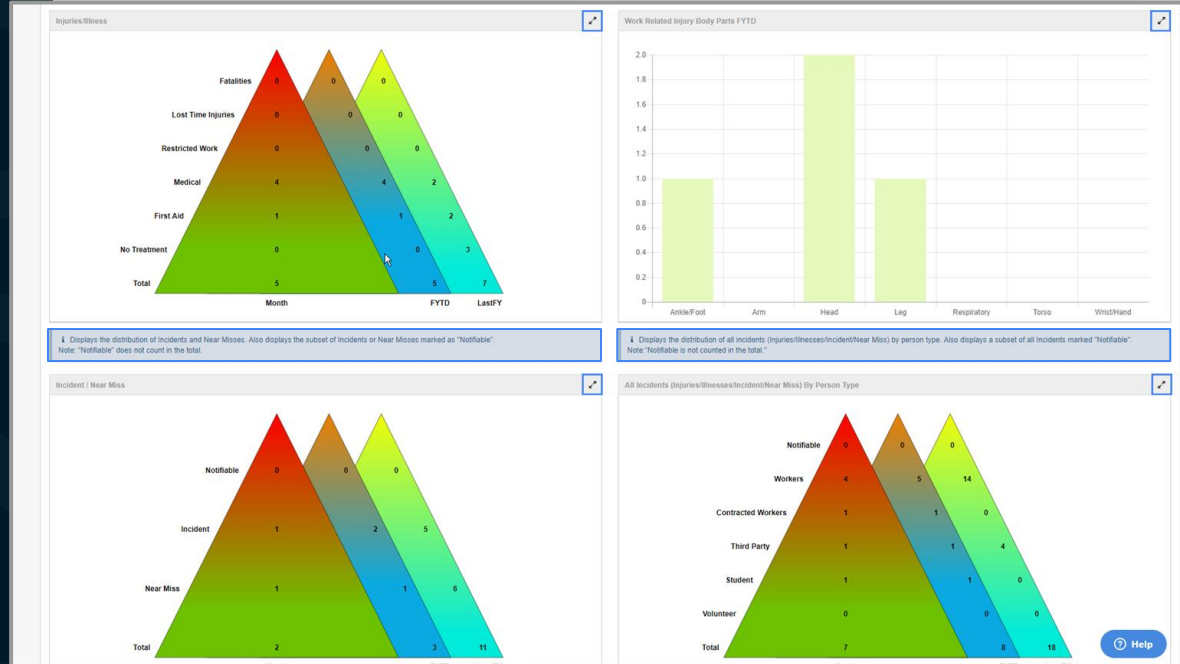 Injuries/Illness
Fatalities 0 0 0
Lost Time Injuries 0 0 0
Restricted Work 0 0 0
Medical 4 4 2
First Aid 1 1 2
No Treatment 0 0 3
Total 5 5 7
Month FYTD LastFY
Work Related Injury Body Parts FYTD
2.0
1.8
1.6
1.4
1.2
1.0
0.8
0.6
0.4
0.2
0
Ankle/Foot Arm Head Leg Respiratory Torso Wrist/Hand
i Displays the distribution of Incidents and Near Misses. Also displays the subset of incidents or Near Misses marked as "Notifiable".
Note: "Notifiable" does not count in the total.
i Displays the distribution of all incidents (Injuries/Illnesses/Incident/Near Miss) by person type. Also displays a subset of all Incidents marked "Notifiable".
Note:"Notifiable is not counted in the total."
Incident / Near Miss
Notifiable 0 0 0
Incident 1 2 5
Near Miss 1 1 6
Total 2 3 11
All Incidents (Injuries/Illnesses/Incident/Near Miss) By Person Type
Notifiable 0 0 0
Workers 4 5 14
Contracted Workers 1 1 0
Third Party 1 1 4
Student 1 1 0
Volunteer 0 0 0
Total 7 8 18
Help